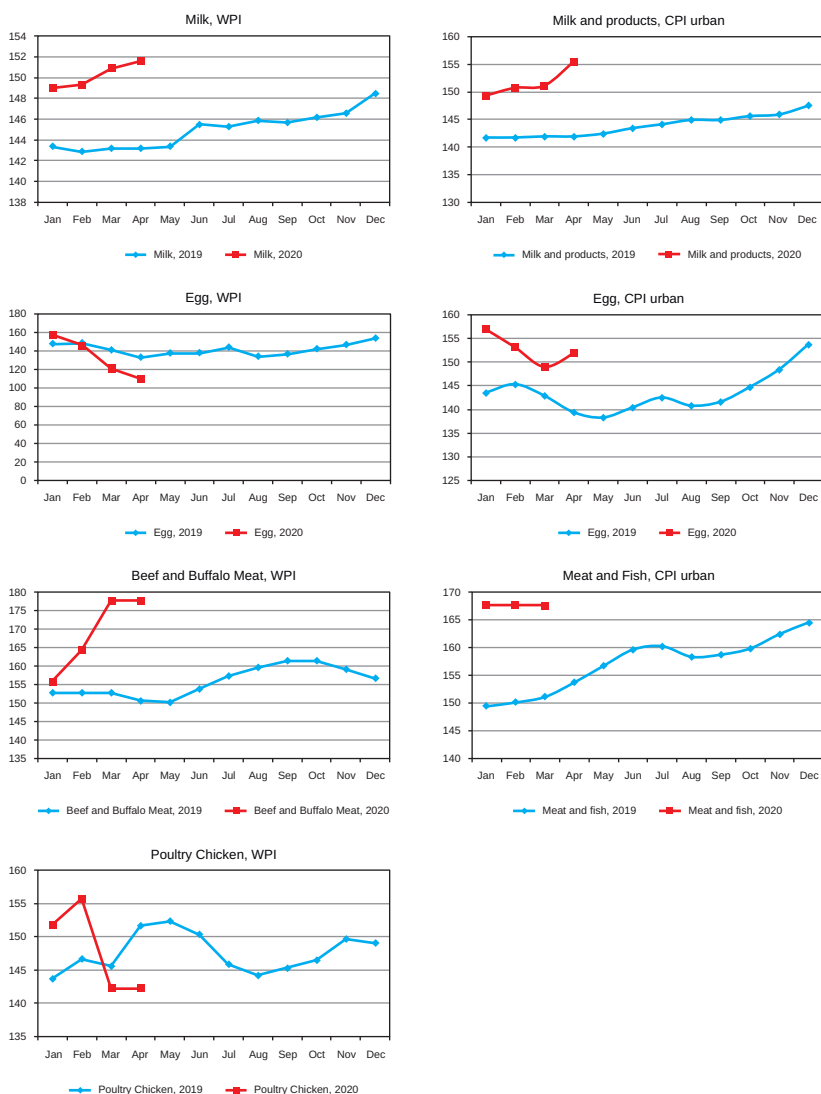 Milk, WPI
154
152
150
148
146
144
142
140
138
Jan Feb Mar Apr May Jun Jul Aug Sep Oct Nov Dec
Milk, 2019 Milk, 2020
Milk and products, CPI urban
160
155
150
145
140
135
130
Jan Feb Mar Apr May Jun Jul Aug Sep Oct Nov Dec
Milk and products, 2019 Milk and products, 2020
Egg, WPI
180
160
140
120
100
80
60
40
20
0
Jan Feb Mar Apr May Jun Jul Aug Sep Oct Nov Dec
Egg, 2019 Egg, 2020
Egg, CPI urban
160
155
150
145
140
135
130
125
Jan Feb Mar Apr May Jun Jul Aug Sep Oct Nov Dec
Egg, 2019 Egg, 2020
Beef and Buffalo Meat, WPI
180
175
170
165
160
155
150
145
140
135
Jan Feb Mar Apr May Jun Jul Aug Sep Oct Nov Dec
Beef and Buffalo Meat, 2019 Beef and Buffalo Meat, 2020
Meat and Fish, CPI urban
170
165
160
155
150
145
140
Jan Feb Mar Apr May Jun Jul Aug Sep Oct Nov Dec
Meat and fish, 2019 Meat and fish, 2020
Poultry Chicken, WPI
160
155
150
145
140
135
Jan Feb Mar Apr May Jun Jul Aug Sep Oct Nov Dec
Poultry Chicken, 2019 Poultry Chicken, 2020